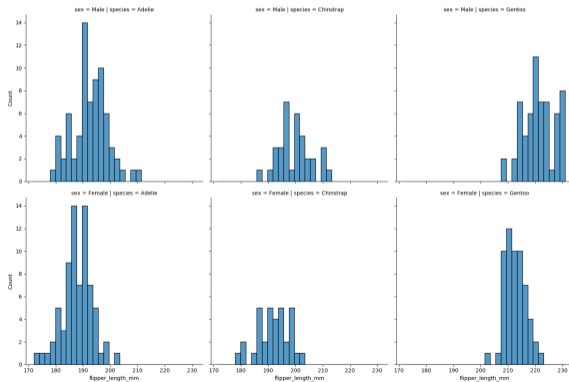 sex = Male | species = Adelie
sex = Male | species = Chinstrap
sex = Male | species = Gentoo
14
12
10
8
6
4
2
0
Count
sex = Female | species = Adelie
sex = Female | species = Chinstrap
sex = Female | species = Gentoo
14
12
10
8
6
4
2
0
Count
170 180 190 200 210 220 230
flipper_length_mm
170 180 190 200 210 220 230
flipper_length_mm
170 180 190 200 210 220 230
flipper_length_mm